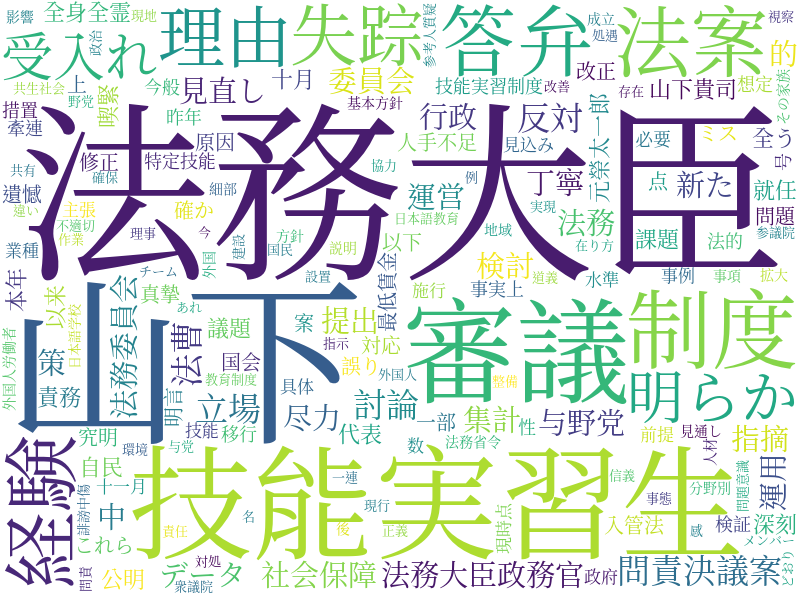 影響
全身全霊
現地
理由
失踪
参考人質疑
答弁
成立
処遇
法案
視察
政治
受入れ
的
共生社会
野党
上
今般
見直し
十月
委員会
技能実習制度
改正
改善
想定
その家族
措置
喫緊
昨年
基本方針
行政
反対
存在
山下貴司
牽連
原因
人手不足
見込み
元榮太一郎
必要
ミス
全う
号
共有
修正
特定技能
協力
例
丁寧
点
新た
就任
遺憾
確保
細部
運営
日本語教育
実現
在り方
法務
問題
参議院
違い
主張
確か
不適切
作業
理事
今
方針
国民
説明
以下
地域
課題
法的
業種
外国
建設
法務大臣
本年
以来
チーム
真摯
設置
あれ
検討
最低賃金
施行
道義
水準
事例
事項
拡大
事実上
山下
審議
制度
外国人労働者
日本語学校
策
責務
法務委員会
明言
法曹
議題
国会
教育制度
案
指示
提出
対応
誤り
外国人
具体
整備
明らか
立場
尽力
討論
一部
集計
性
与野党
前提
見通し
人材
指摘
経験
究明
環境
与党
技能
移行
代表
数
法務省令
自民
十一月
誹謗中傷
中
これら
一連
現行
信義
事態
現時点
入管法
分野別
問題意識
検証
メンバー
運用
深刻
技能実習生
責任
名
後
正義
感
とおり
問責
公明
データ
対処
衆議院
社会保障
法務大臣政務官
政府
問責決議案